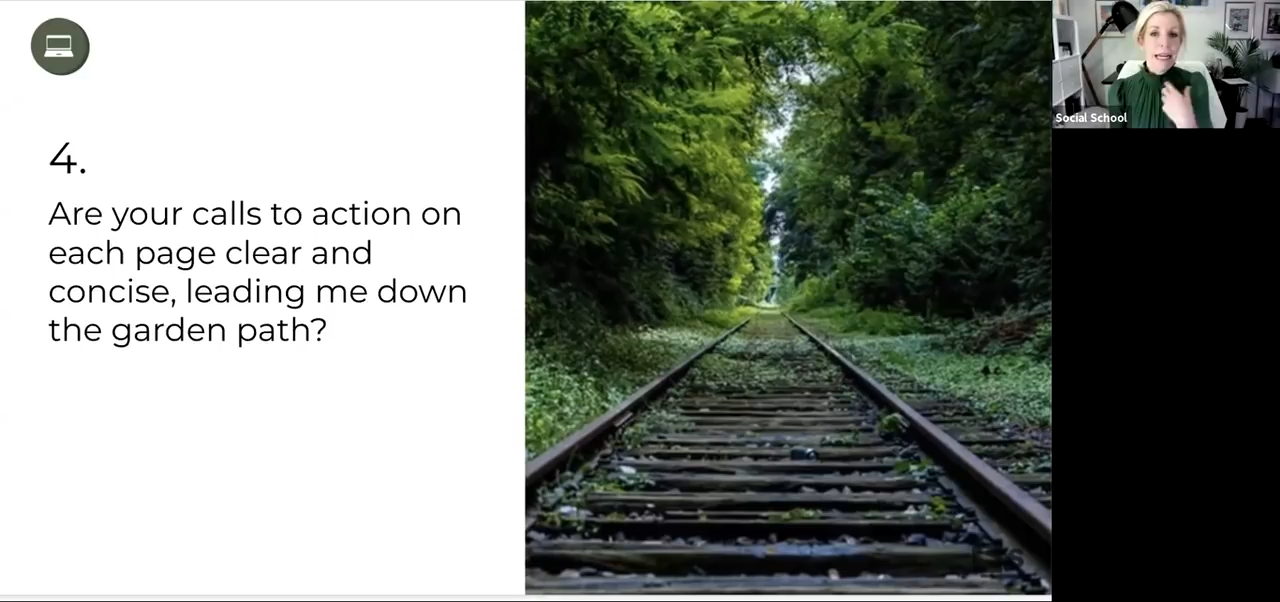 4.
Are your calls to action on
each page clear and
concise, leading me down
the garden path?
Social School